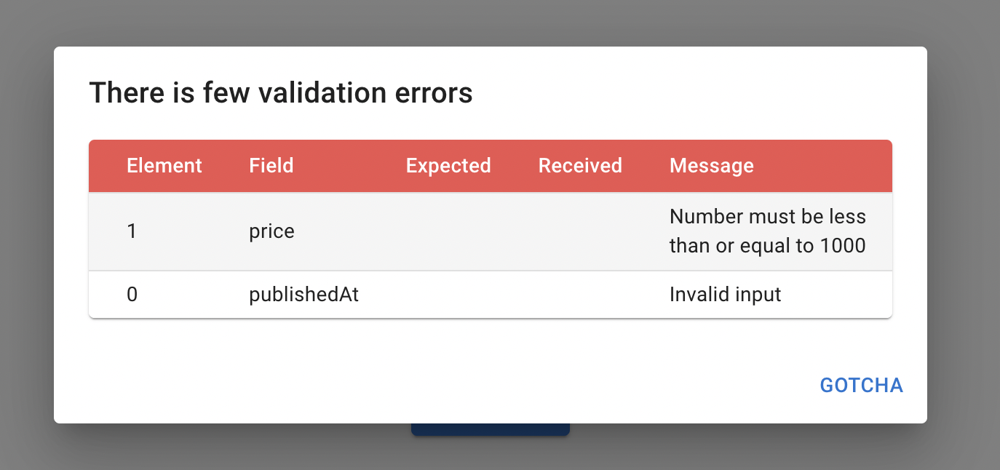 There is few validation errors
Element Field Expected Received Message
1 price Number must be less
than or equal to 1000
0 publishedAt Invalid input
GOTCHA